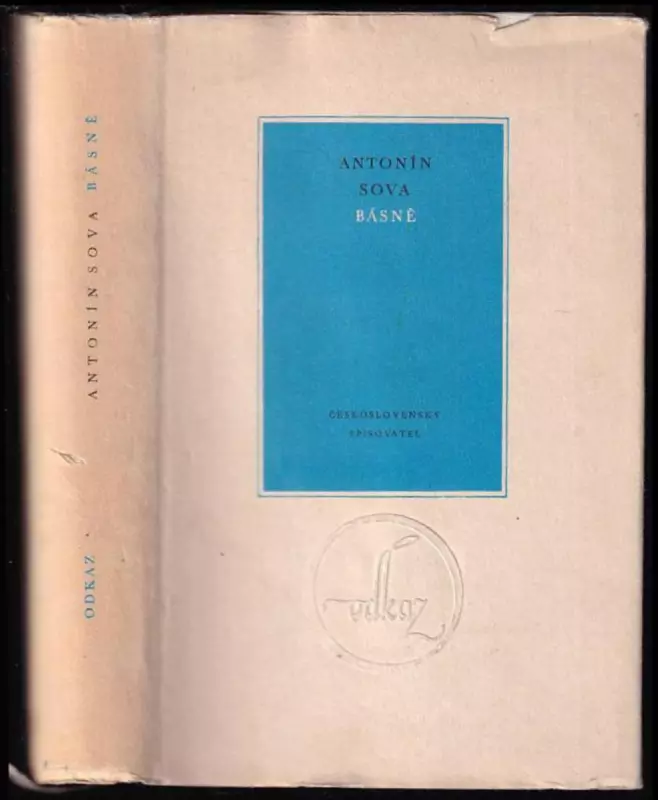 ANTONÍN SOVA BÁSNĚ
ODKAZ
ANTONÍN
SOVA
BÁSNĚ
ČESKOSLOVENSKÝ
SPISOVATEL
odkaz